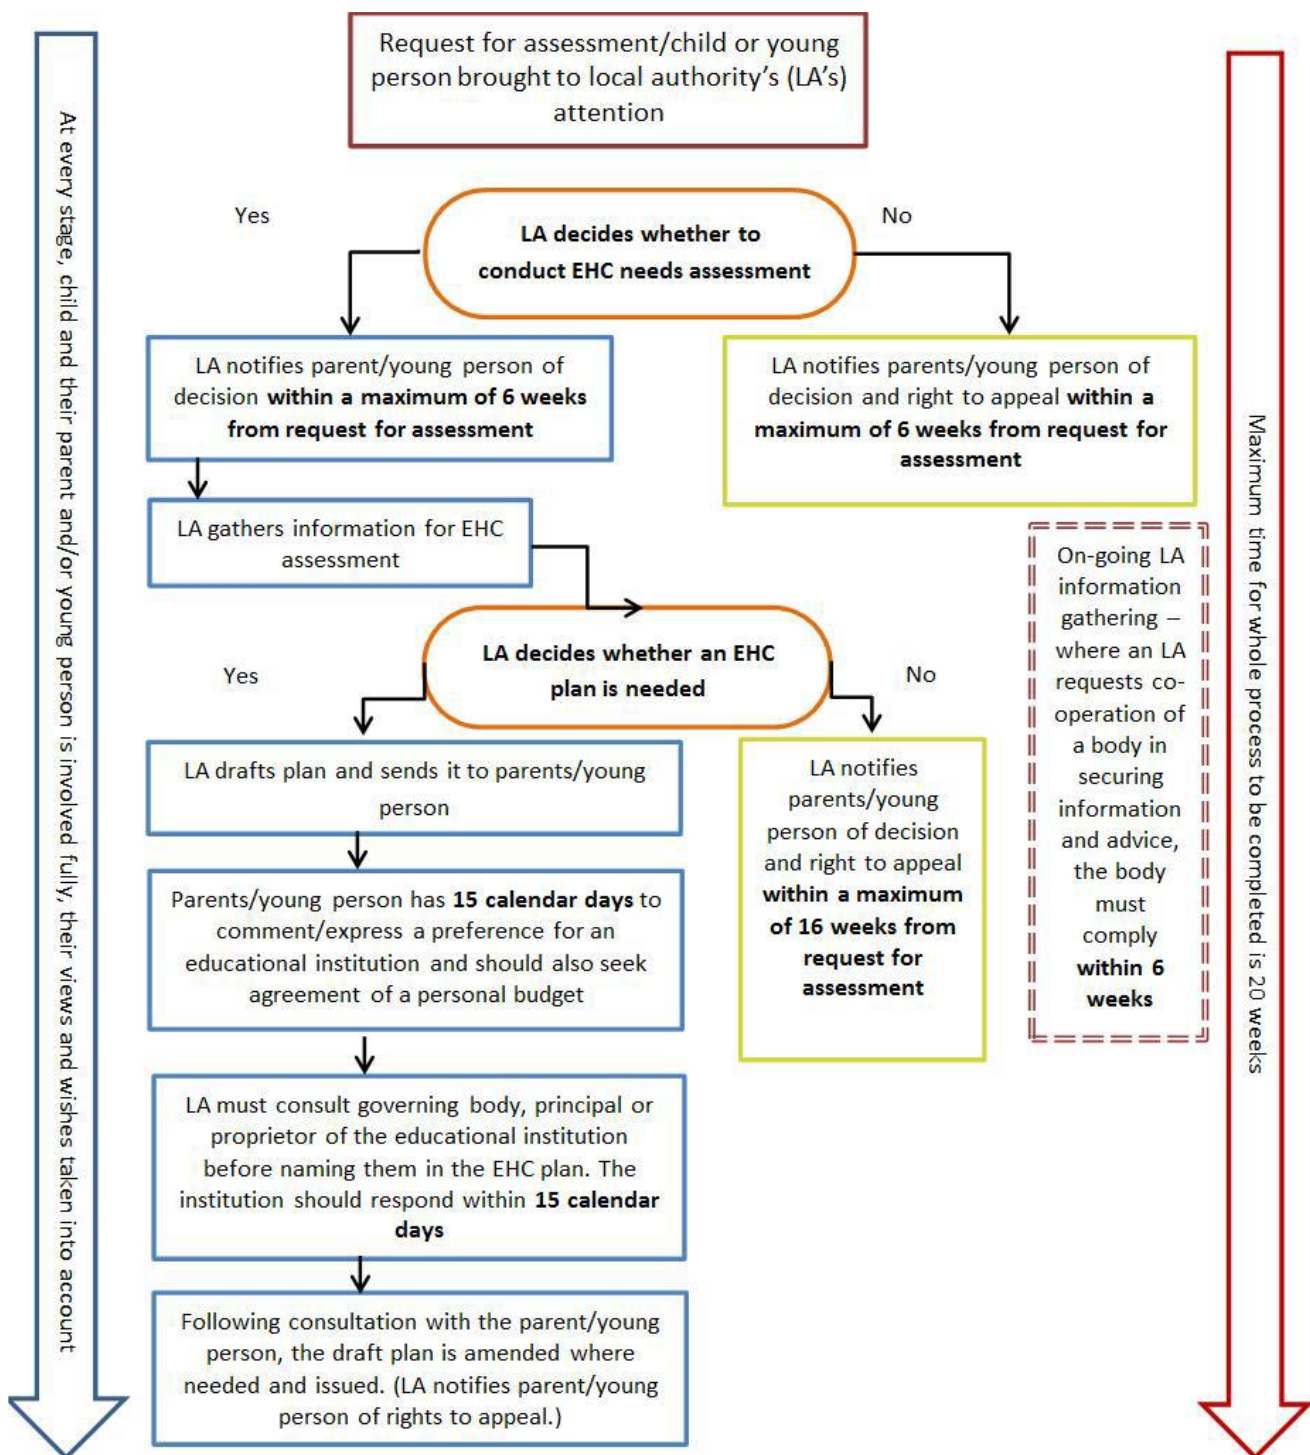 Request for assessment/child or young
person brought to local authority's (LA's)
attention
At every stage, child and their parent and/or young person is involved fully, their views and wishes taken into account
Yes
LA decides whether to
conduct EHC needs assessment
No
LA notifies parent/young person of
decision within a maximum of 6 weeks
from request for assessment
LA notifies parents/young person of
decision and right to appeal within a
maximum of 6 weeks from request for
assessment
Maximum time for whole process to be completed is 20 weeks
LA gathers information for EHC
assessment
On-going LA
information
gathering –
where an LA
requests co-
operation of
a body in
securing
information
and advice,
the body
must
comply
within 6
weeks
Yes
LA decides whether an EHC
plan is needed
No
LA drafts plan and sends it to parents/young
person
LA notifies
parents/young
person of decision
and right to appeal
within a maximum
of 16 weeks from
request for
assessment
Parents/young person has 15 calendar days to
comment/express a preference for an
educational institution and should also seek
agreement of a personal budget
LA must consult governing body, principal or
proprietor of the educational institution
before naming them in the EHC plan. The
institution should respond within 15 calendar
days
Following consultation with the parent/young
person, the draft plan is amended where
needed and issued. (LA notifies parent/young
person of rights to appeal.)